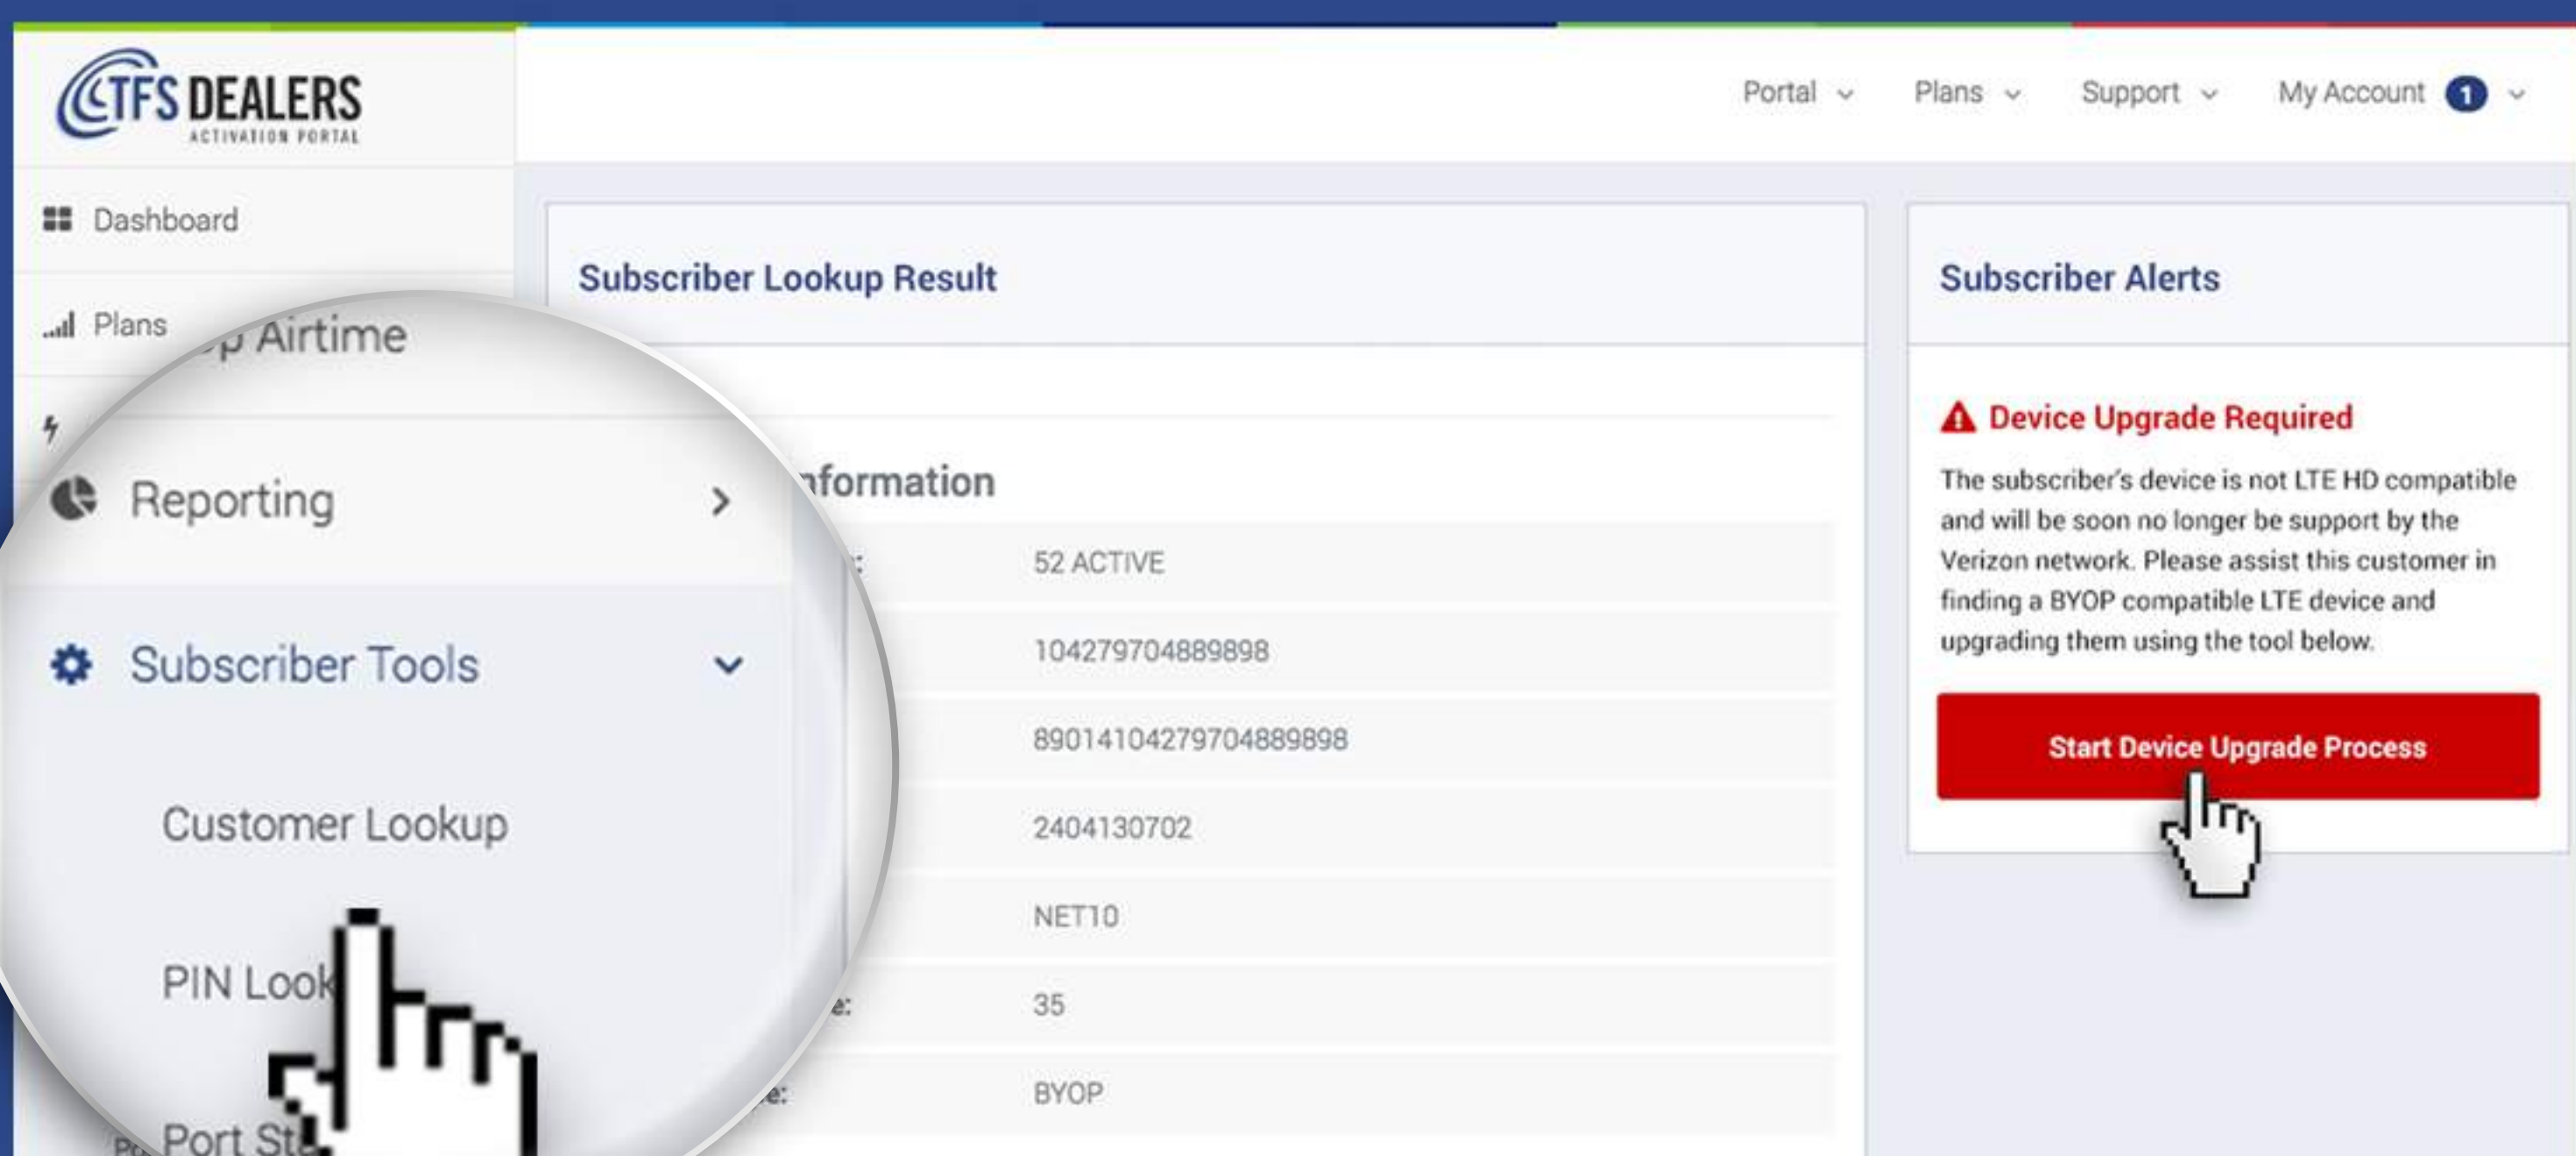 TFS DEALERS
ACTIVATION PORTAL
Portal
Plans
Support
My Account 1
Dashboard
Plans
Airtime
Reporting
Subscriber Tools
Customer Lookup
PIN
Port
Subscriber Lookup Result
52 ACTIVE
104279704889898
89014104279704889898
2404130702
NET10
35
BYOP
Subscriber Alerts
Device Upgrade Required
The subscriber's device is not LTE HD compatible
and will be soon no longer be support by the
Verizon network. Please assist this customer in
finding a BYOP compatible LTE device and
upgrading them using the tool below.
Start Device Upgrade Process